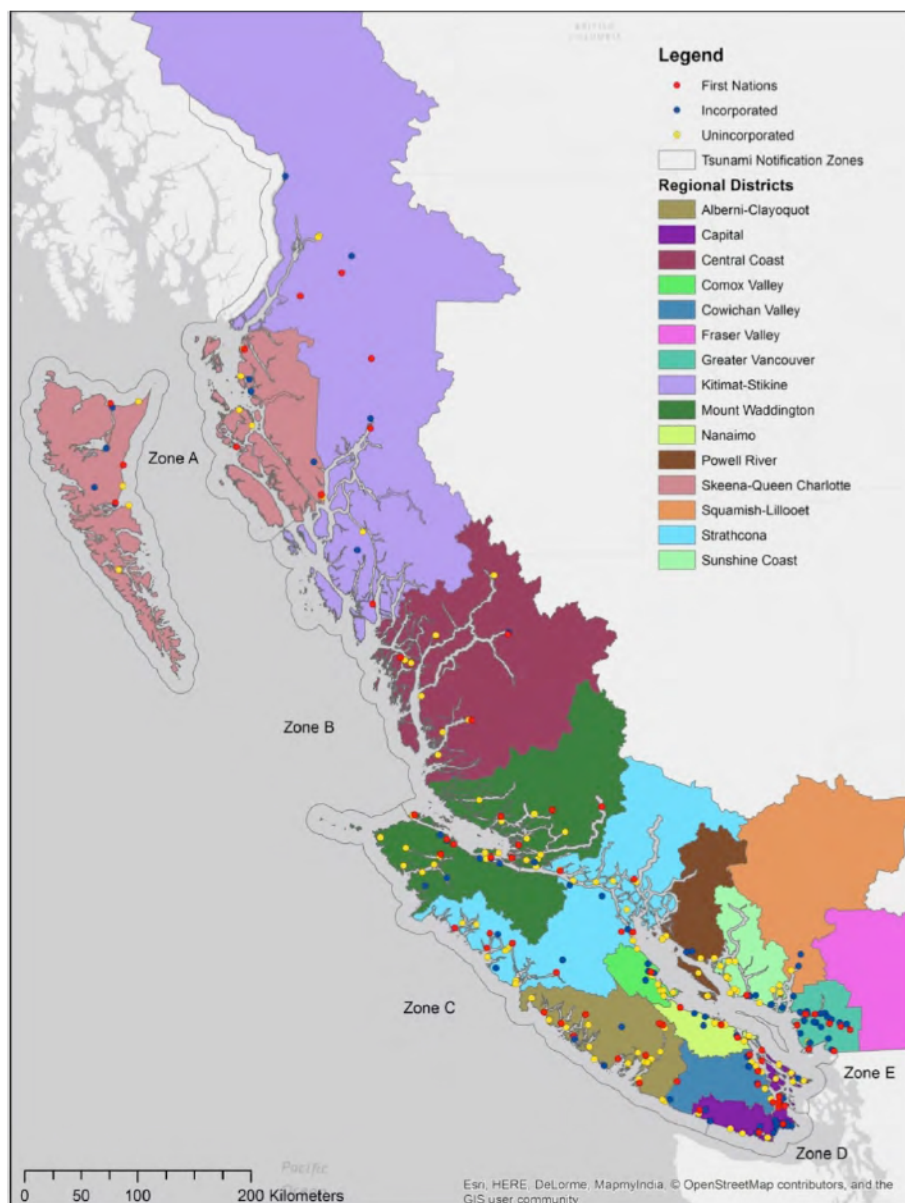 BRITISH
COLUMBIA
Legend
First Nations
Incorporated
Unincorporated
Tsunami Notification Zones
Regional Districts
Alberni-Clayoquot
Capital
Central Coast
Comox Valley
Cowichan Valley
Fraser Valley
Greater Vancouver
Kitimat-Stikine
Mount Waddington
Nanaimo
Powell River
Skeena-Queen Charlotte
Squamish-Lillooet
Strathcona
Sunshine Coast
Zone A
Zone B
Zone C
Zone E
Zone D
Pacific
Ocean
0 50 100 200 Kilometers
Esri, HERE, DeLorme, MapmyIndia, © OpenStreetMap contributors, and the
GIS user community